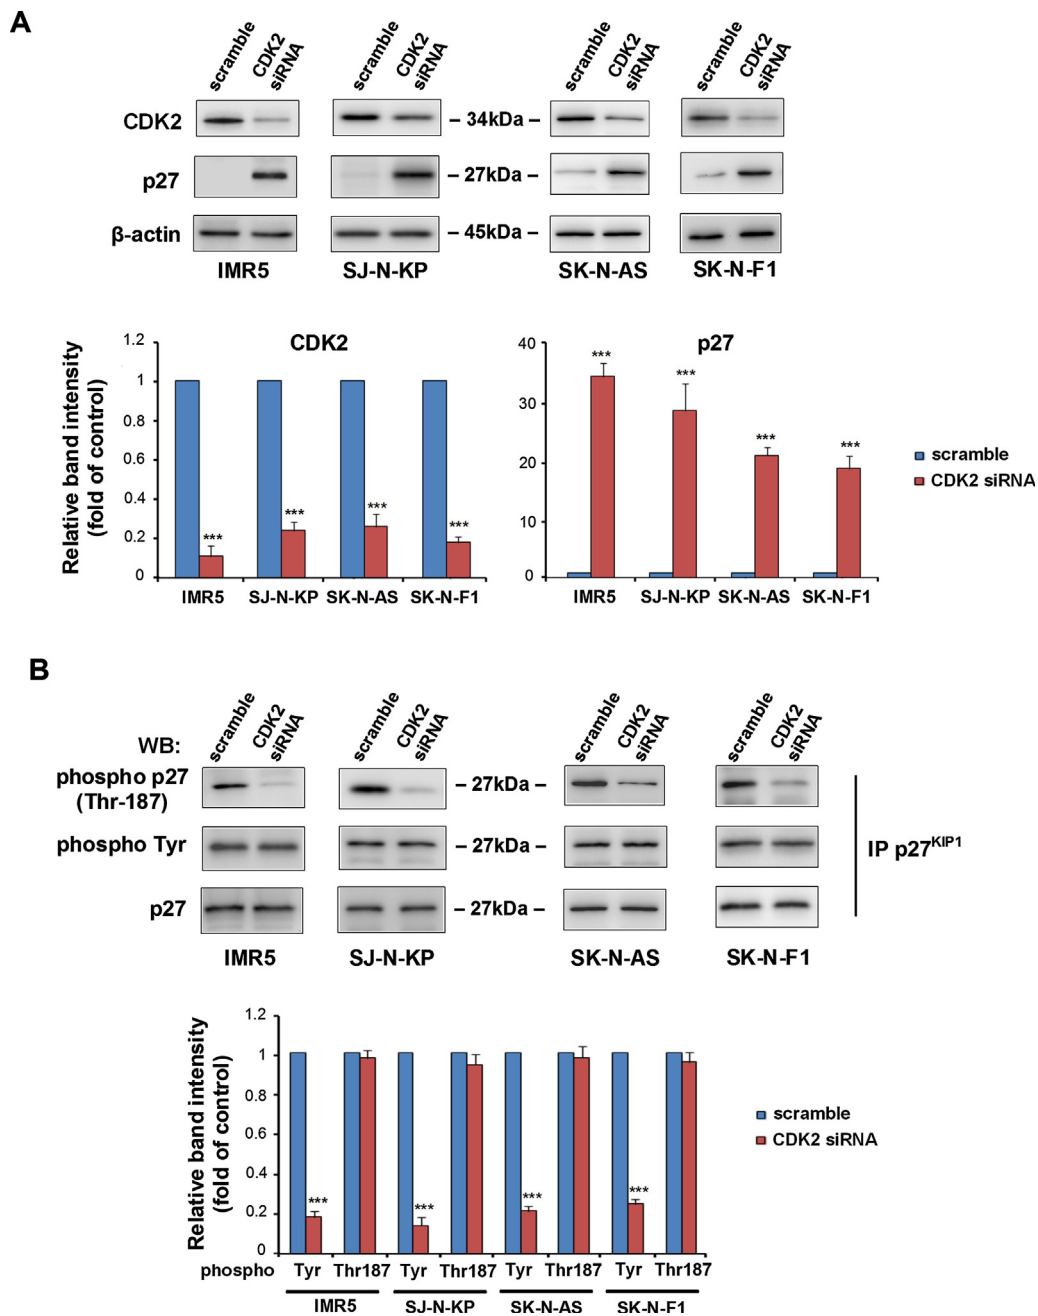 A
scramble CDK2 siRNA scramble CDK2 siRNA scramble CDK2 siRNA scramble CDK2 siRNA
CDK2 – 34kDa –
p27 – 27kDa –
β-actin – 45kDa –
IMR5 SJ-N-KP SK-N-AS SK-N-F1
Relative band intensity
(fold of control)
CDK2
1.2
1
0.8
0.6
0.4
0.2
0
*** *** *** ***
IMR5 SJ-N-KP SK-N-AS SK-N-F1
p27
40
30
20
10
0
*** *** *** ***
IMR5 SJ-N-KP SK-N-AS SK-N-F1
scramble
CDK2 siRNA
B
scramble CDK2 siRNA scramble CDK2 siRNA scramble CDK2 siRNA scramble CDK2 siRNA
WB:
phospho p27 – 27kDa –
(Thr-187)
phospho Tyr – 27kDa –
p27 – 27kDa –
IP p27KIP1
IMR5 SJ-N-KP SK-N-AS SK-N-F1
Relative band intensity
(fold of control)
1.2
1
0.8
0.6
0.4
0.2
0
*** *** *** ***
phospho Tyr Thr187 Tyr Thr187 Tyr Thr187 Tyr Thr187
IMR5 SJ-N-KP SK-N-AS SK-N-F1
scramble
CDK2 siRNA